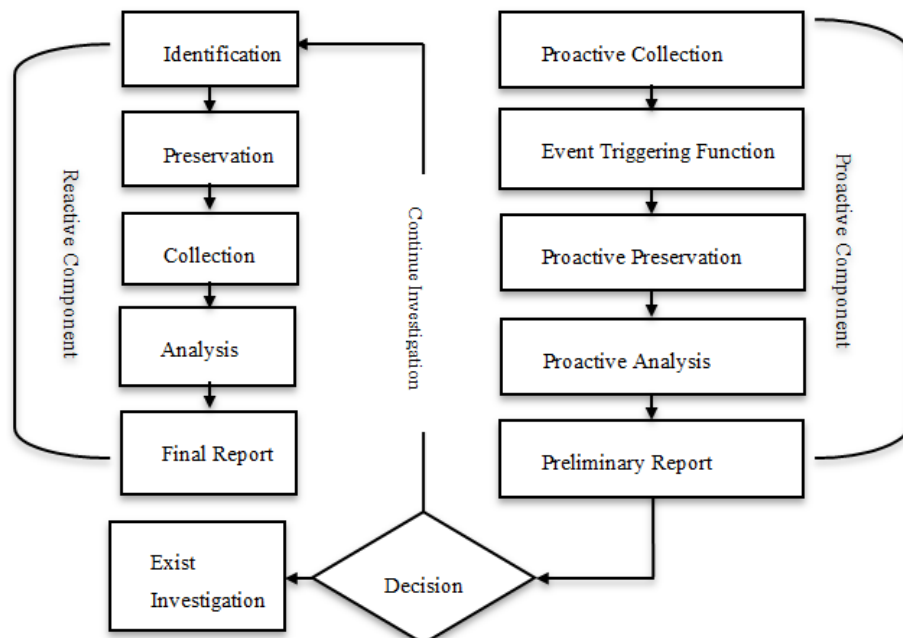 Identification
Preservation
Collection
Analysis
Final Report
Reactive Component
Continue Investigation
Proactive Collection
Event Triggering Function
Proactive Preservation
Proactive Analysis
Preliminary Report
Proactive Component
Decision
Exist
Investigation